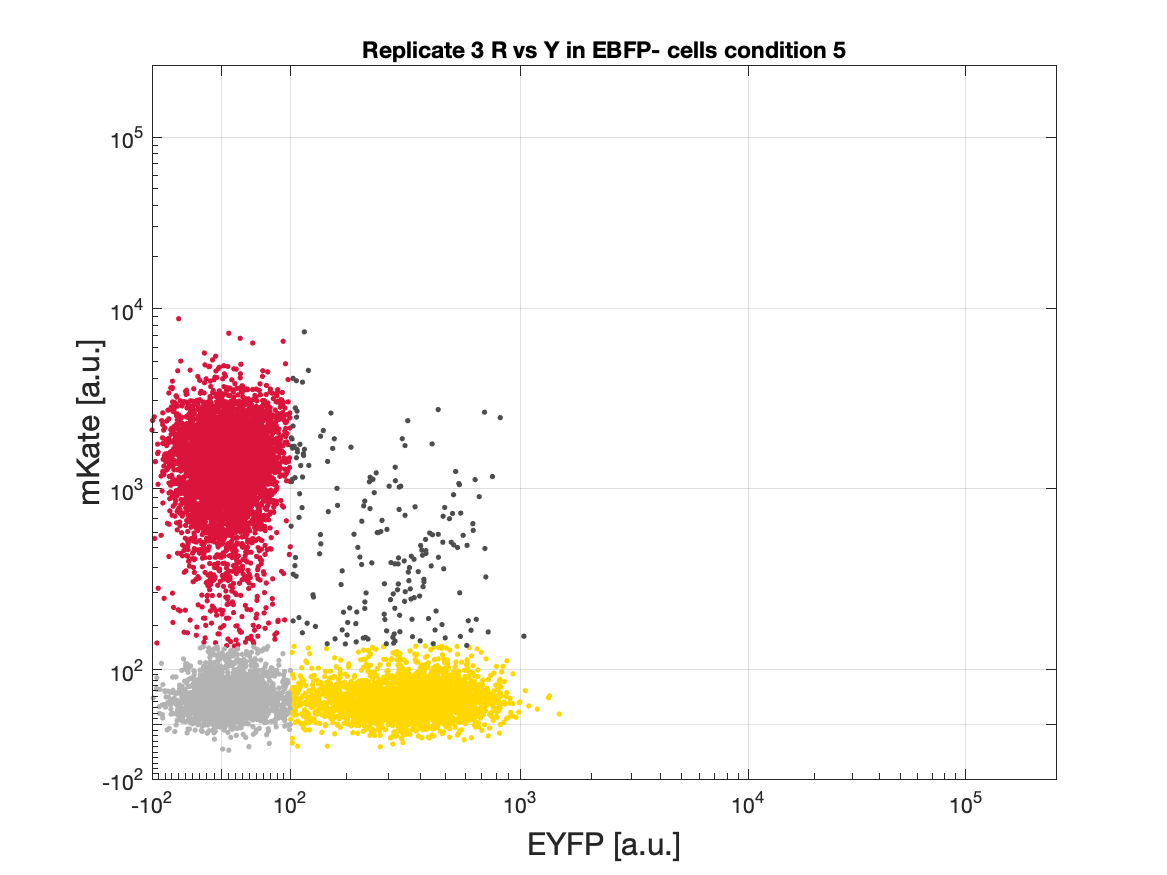 Replicate 3 R vs Y in EBFP- cells condition 5
10^5
10^4
10^3
10^2
-10^2
mKate [a.u.]
-10^2 10^2 10^3 10^4 10^5
EYFP [a.u.]